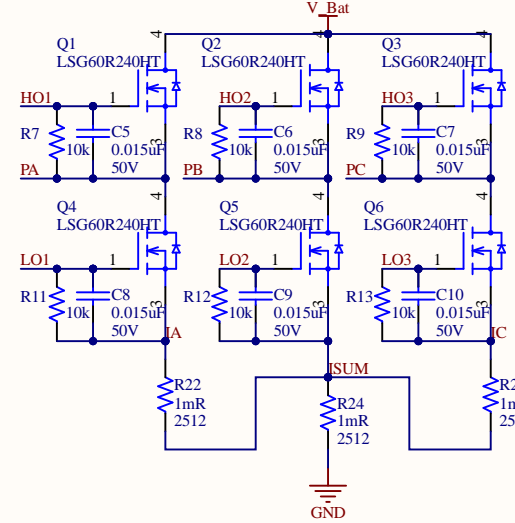 V_Bat
4 4 4
Q1 Q2 Q3
LSG60R240HT LSG60R240HT LSG60R240HT
HO1 1 HO2 1 HO3 1
R7 C5 3 R8 C6 3 R9 C7 3
10k 0.015uF 10k 0.015uF 10k 0.015uF
50V 50V 50V
PA PB PC
4 4 4
Q4 Q5 Q6
LSG60R240HT LSG60R240HT LSG60R240HT
LO1 1 LO2 1 LO3 1
R11 C8 3 R12 C9 3 R13 C10 3
10k 0.015uF 10k 0.015uF 10k 0.015uF
50V 50V 50V
IA IC
ISUM
R22
1mR
2512
R24
1mR
2512
GND